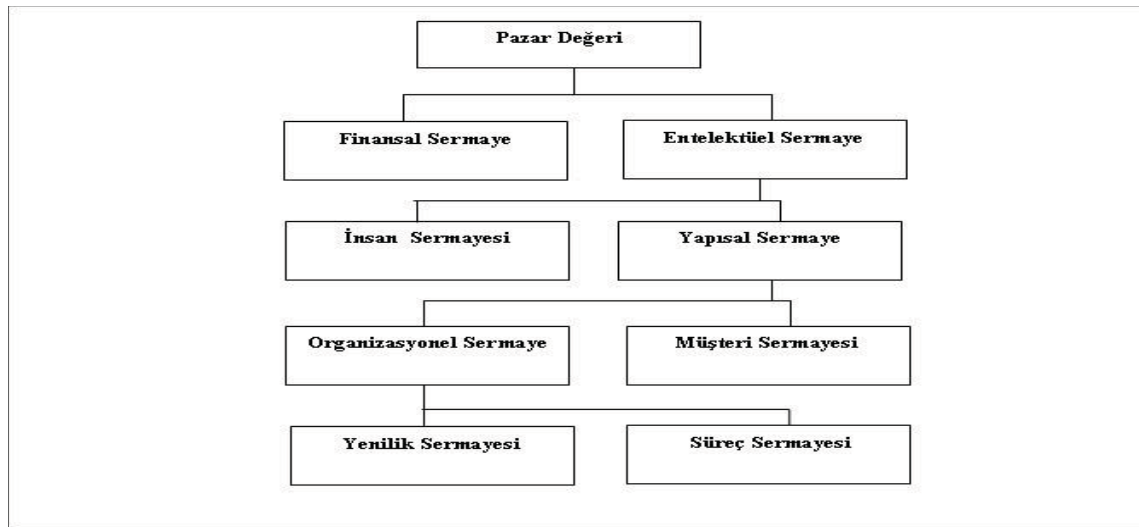 Pazar Değeri
Finansal Sermaye
Entelektüel Sermaye
İnsan Sermayesi
Yapısal Sermaye
Organizasyonel Sermaye
Müşteri Sermayesi
Yenilik Sermayesi
Süreç Sermayesi